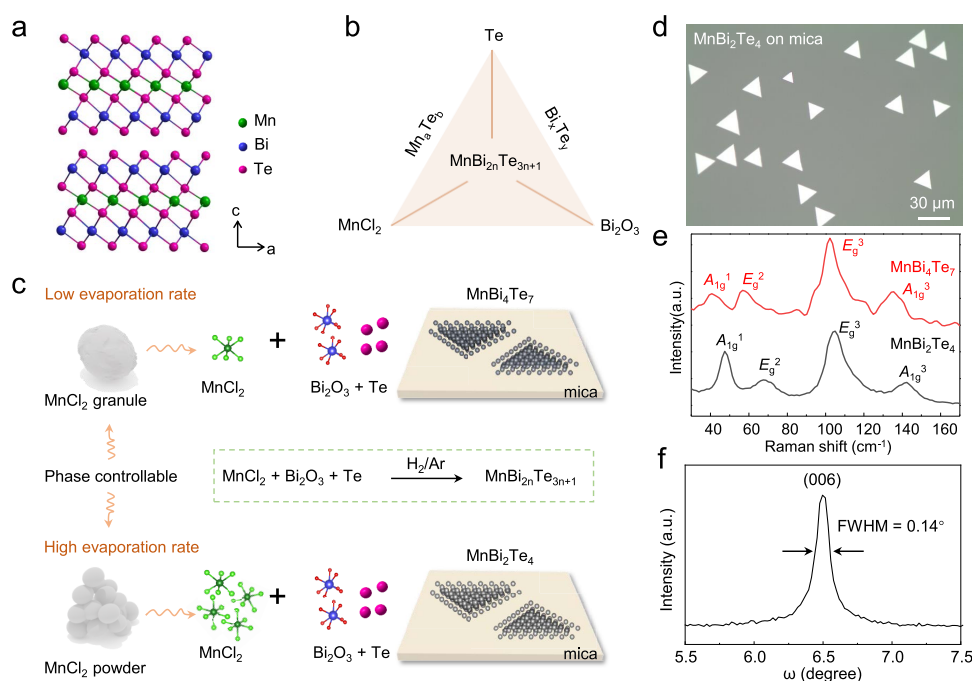 a
Mn
Bi
Te
c
a
b
Te
MnₐTe_b
BiₓTe_y
MnBi₂ₙTe₃ₙ₊₁
MnCl₂
Bi₂O₃
c
Low evaporation rate
MnCl₂ granule
MnCl₂
+
Bi₂O₃ + Te
MnBi₄Te₇
mica
Phase controllable
MnCl₂ + Bi₂O₃ + Te
H₂/Ar
MnBi₂ₙTe₃ₙ₊₁
High evaporation rate
MnCl₂ powder
MnCl₂
+
Bi₂O₃ + Te
MnBi₂Te₄
mica
d
MnBi₂Te₄ on mica
30 μm
e
Intensity(a.u.)
A₁g¹
Eg²
Eg³
MnBi₄Te₇
A₁g³
A₁g¹
Eg²
Eg³
MnBi₂Te₄
A₁g³
40 60 80 100 120 140 160
Raman shift (cm⁻¹)
f
Intensity (a.u.)
(006)
FWHM = 0.14°
5.5 6.0 6.5 7.0 7.5
ω (degree)